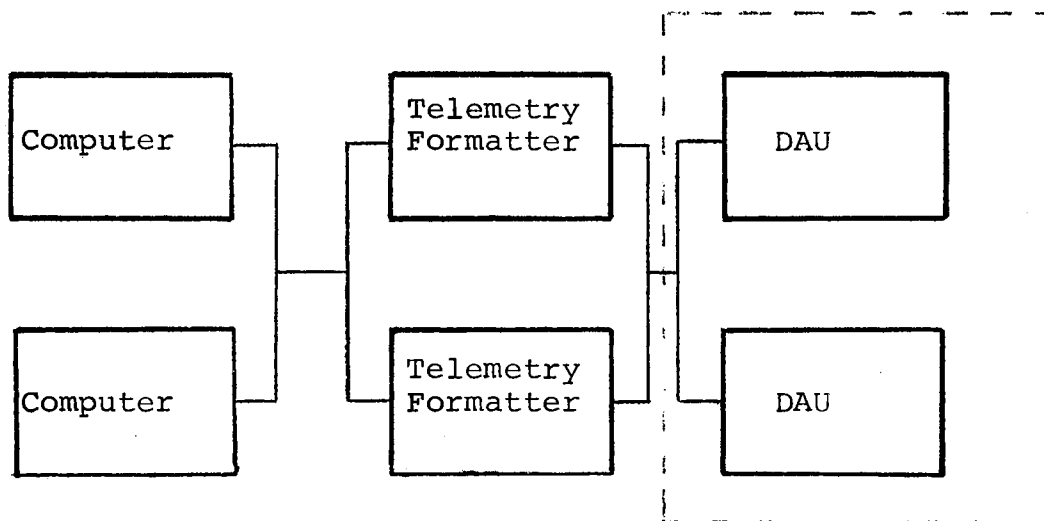 Computer
Telemetry
Formatter
DAU
Computer
Telemetry
Formatter
DAU